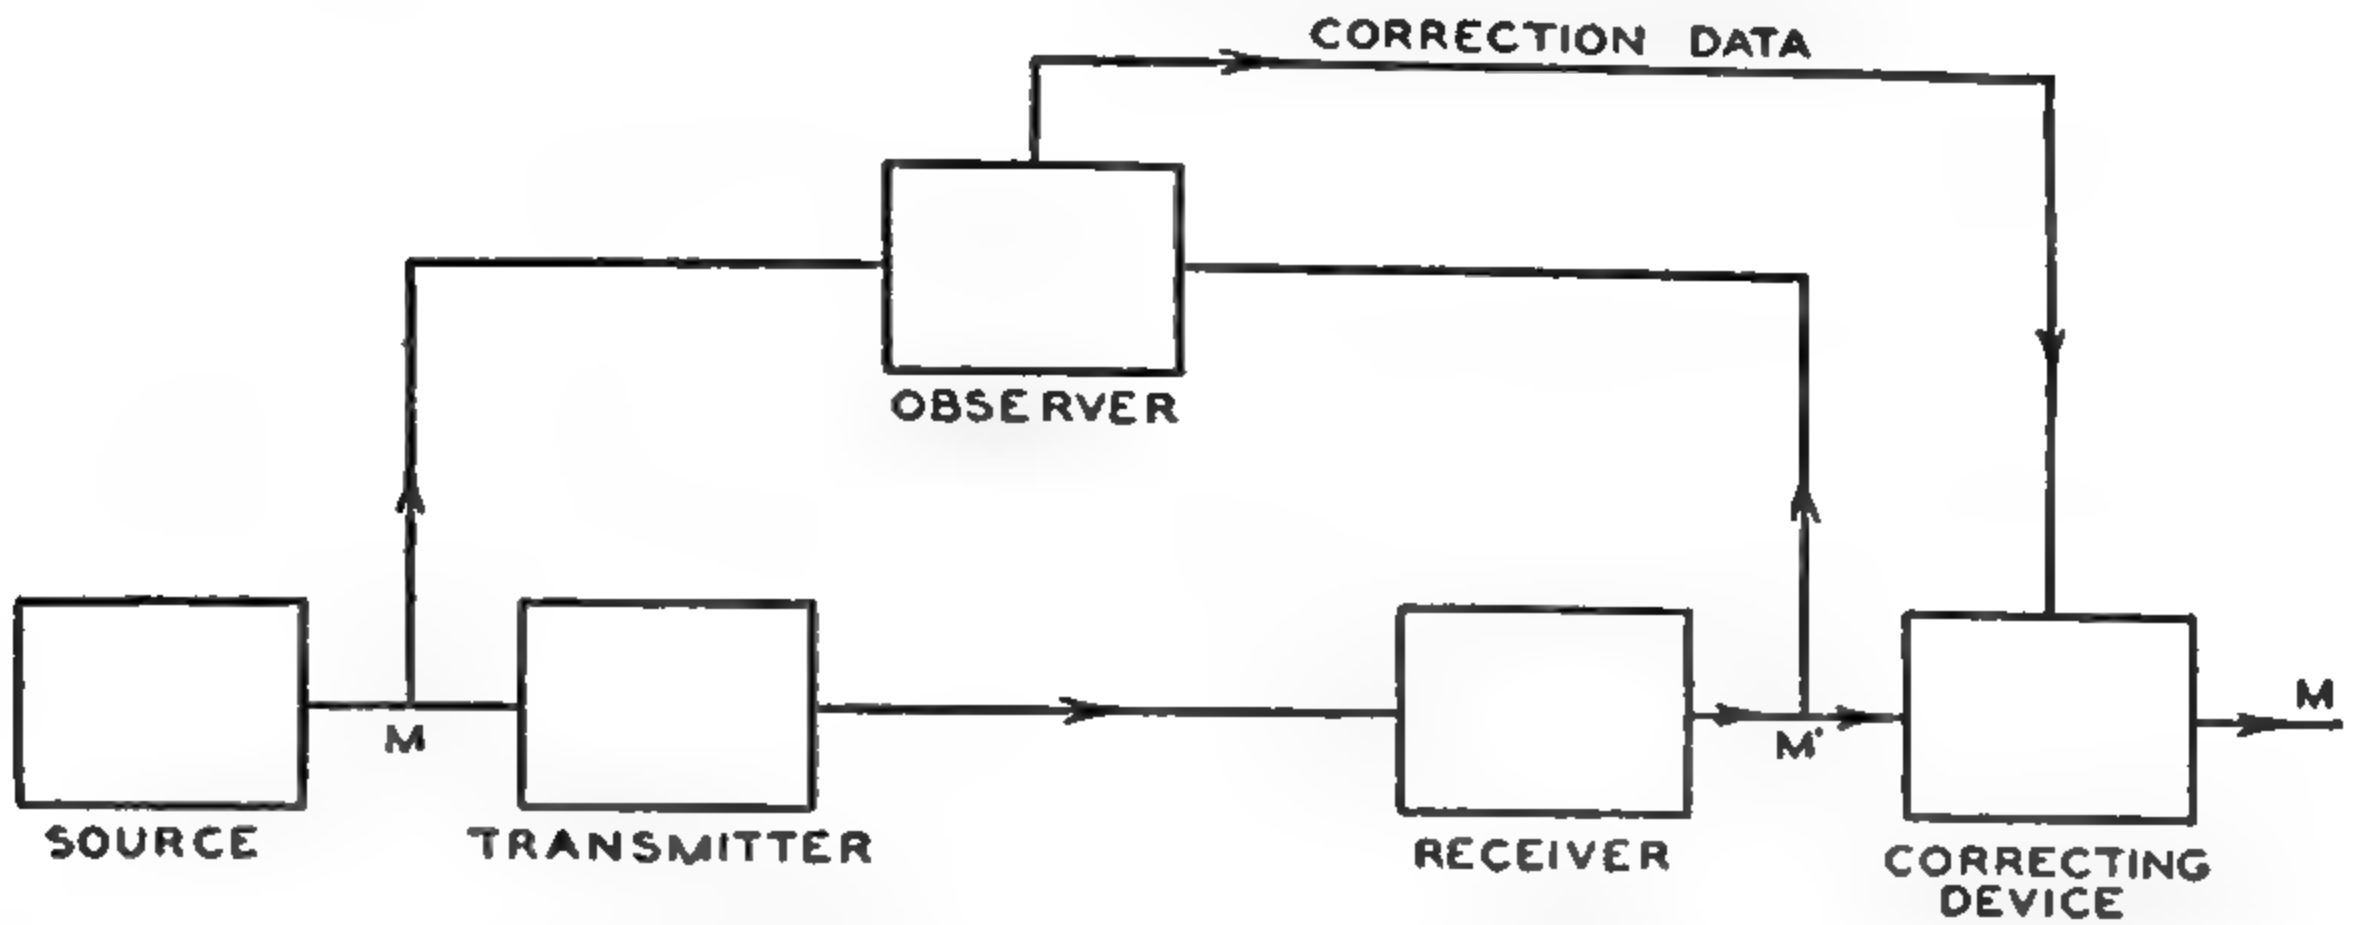 CORRECTION DATA
OBSERVER
M
M'
M
SOURCE
TRANSMITTER
RECEIVER
CORRECTING
DEVICE